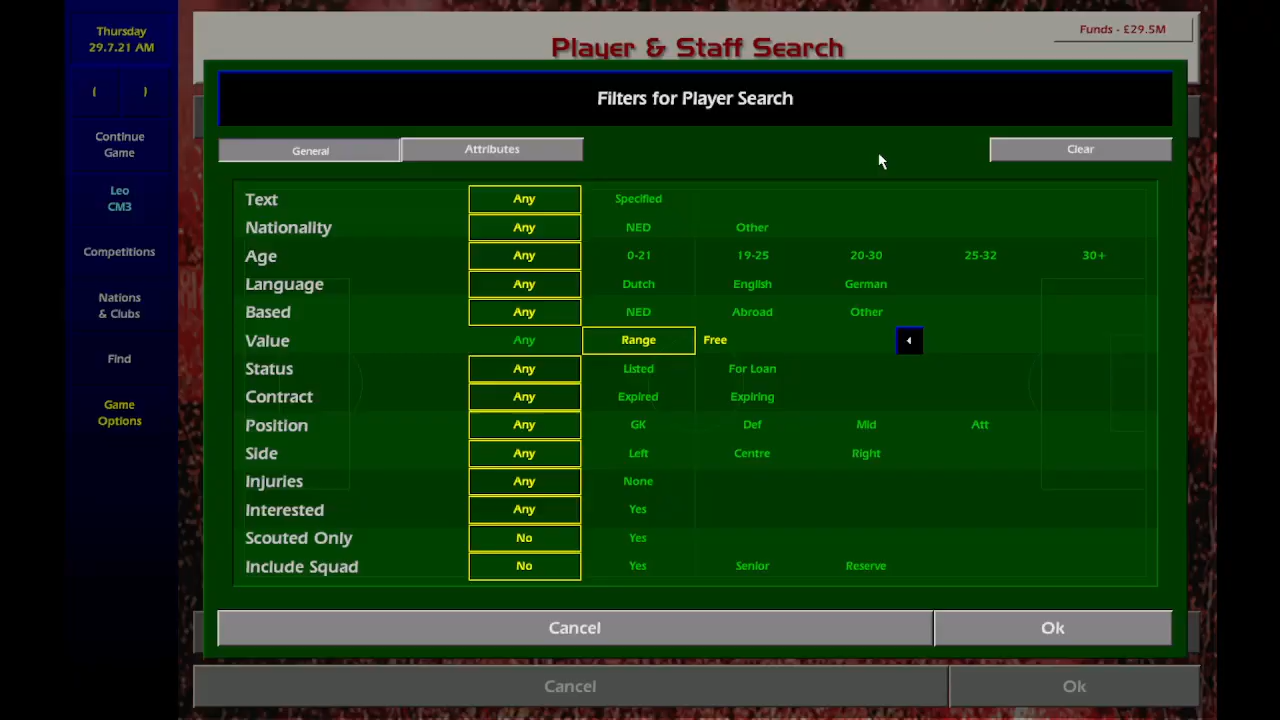 Thursday
29.7.21 AM
Continue
Game
Leo
CM3
Competitions
Nations
& Clubs
Find
Game
Options
Player & Staff Search
Funds - £29.5M
Filters for Player Search
General Attributes Clear
Text Any Specified
Nationality Any NED Other
Age Any 0-21 19-25 20-30 25-32 30+
Language Any Dutch English German
Based Any NED Abroad Other
Value Any Range Free
Status Any Listed For Loan
Contract Any Expired Expiring
Position Any GK Def Mid Att
Side Any Left Centre Right
Injuries Any None
Interested Any Yes
Scouted Only No Yes
Include Squad No Yes Senior Reserve
Cancel Ok
Cancel Ok